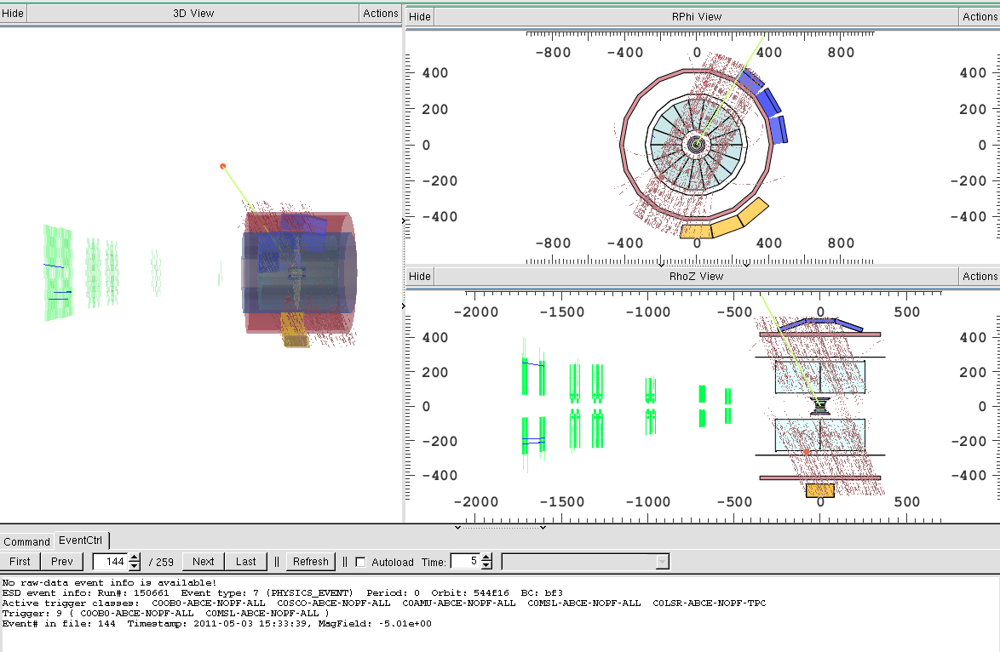 Hide 3D View Actions
Hide RPhi View Actions
-800 -400 0 400 800
400 400
200 200
0 0
-200 -200
-400 -400
-800 -400 0 400 800
Hide RhoZ View Actions
-2000 -1500 -1000 -500 0 500
400 400
200 200
0 0
-200 -200
-400 -400
-2000 -1500 -1000 -500 0 500
Command EventCtrl
First Prev 144 / 259 Next Last || Refresh || Autoload Time: 5
No raw-data event info is available!
ESD event info: Run#: 150661 Event type: 7 (PHYSICS_EVENT) Period: 0 Orbit: 544f16 BC: bf3
Active trigger classes: C0OB0-ABCE-NOPF-ALL C0SCO-ABCE-NOPF-ALL C0AMU-ABCE-NOPF-ALL C0MSL-ABCE-NOPF-ALL C0LSR-ABCE-NOPF-TPC
Trigger: 9 ( C0OB0-ABCE-NOPF-ALL C0MSL-ABCE-NOPF-ALL )
Event# in file: 144 Timestamp: 2011-05-03 15:33:39, MagField: -5.01e+00